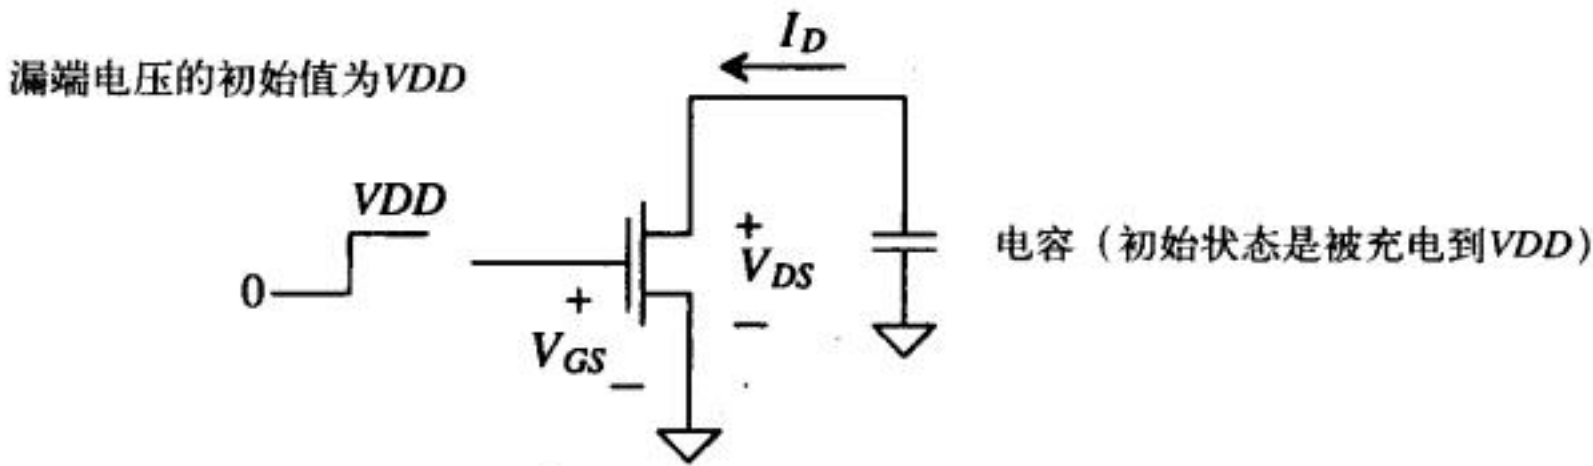 I_D
漏端电压的初始值为VDD
VDD
0
+
V_DS
−
+
V_GS
−
电容（初始状态是被充电到VDD）